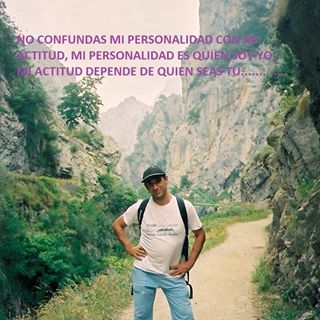 NO CONFUNDAS MI PERSONALIDAD CON MI
ACTITUD, MI PERSONALIDAD ES QUIEN SOY YO,
MI ACTITUD DEPENDE DE QUIEN SEAS TU:..........